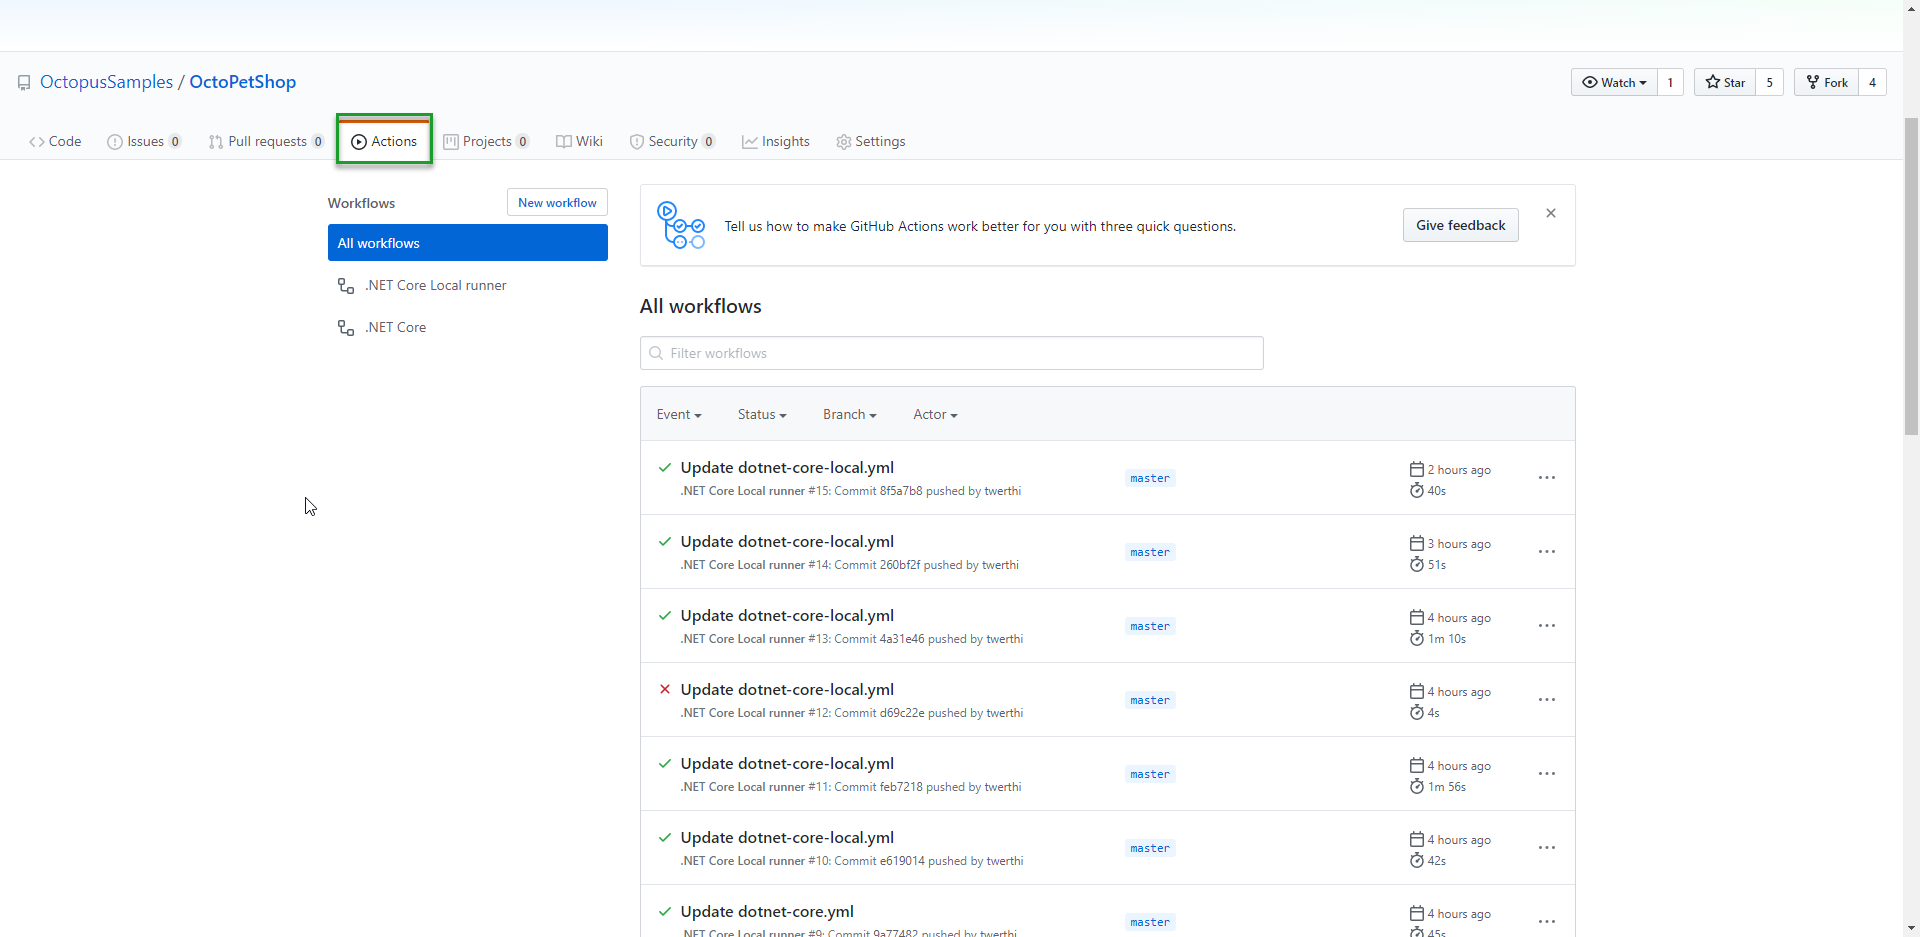 OctopusSamples / OctoPetShop
Watch 1 Star 5 Fork 4
Code Issues 0 Pull requests 0 Actions Projects 0 Wiki Security 0 Insights Settings
Workflows New workflow
All workflows
.NET Core Local runner
.NET Core
Tell us how to make GitHub Actions work better for you with three quick questions. Give feedback
All workflows
Filter workflows
Event Status Branch Actor
Update dotnet-core-local.yml
.NET Core Local runner #15: Commit 8f5a7b8 pushed by twerthi
master
2 hours ago
40s
Update dotnet-core-local.yml
.NET Core Local runner #14: Commit 260bf2f pushed by twerthi
master
3 hours ago
51s
Update dotnet-core-local.yml
.NET Core Local runner #13: Commit 4a31e46 pushed by twerthi
master
4 hours ago
1m 10s
Update dotnet-core-local.yml
.NET Core Local runner #12: Commit d69c22e pushed by twerthi
master
4 hours ago
4s
Update dotnet-core-local.yml
.NET Core Local runner #11: Commit feb7218 pushed by twerthi
master
4 hours ago
1m 56s
Update dotnet-core-local.yml
.NET Core Local runner #10: Commit e619014 pushed by twerthi
master
4 hours ago
42s
Update dotnet-core.yml
.NET Core Local runner #9: Commit 9a77482 pushed by twerthi
master
4 hours ago
45s